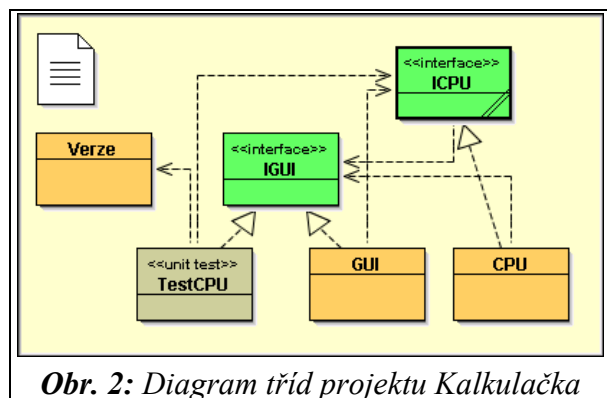 <<interface>>
ICPU
Verze
<<interface>>
IGUI
<<unit test>>
TestCPU
GUI
CPU
Obr. 2: Diagram tříd projektu Kalkulačka